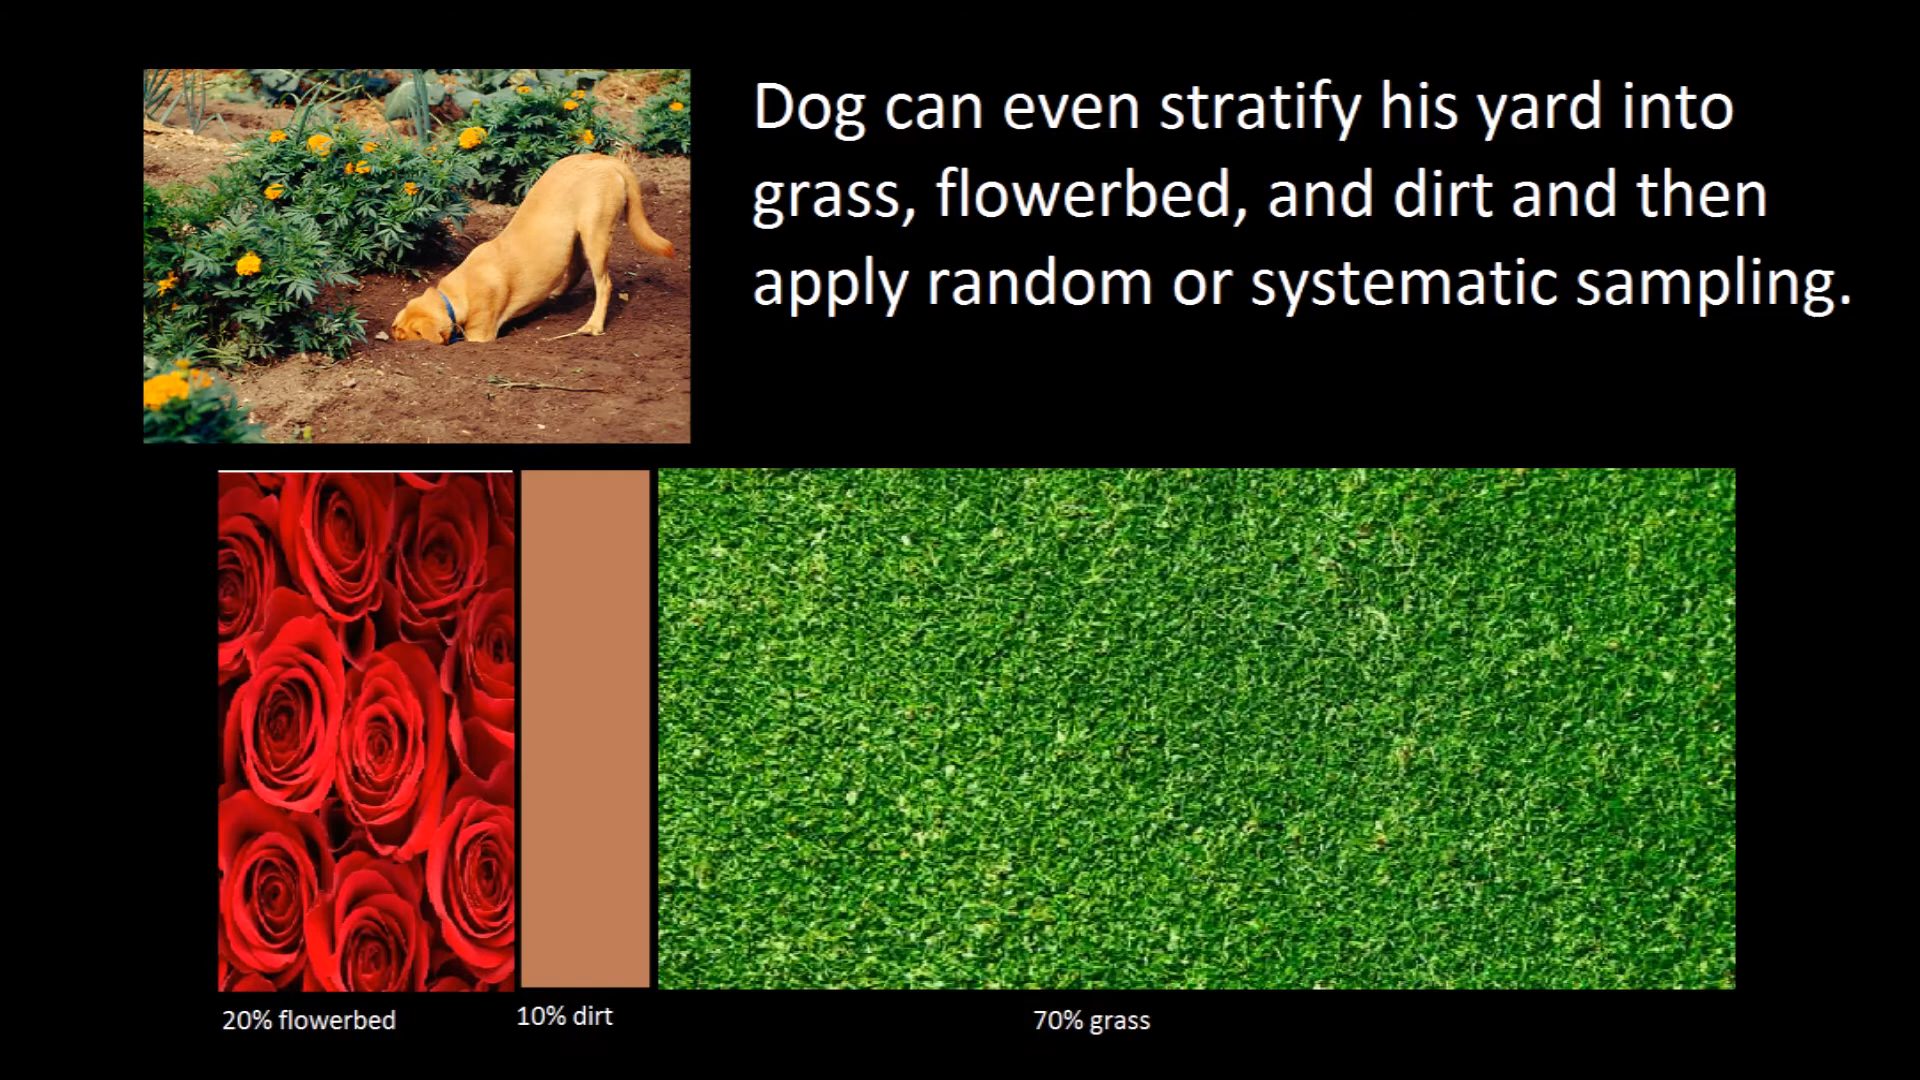 Dog can even stratify his yard into
grass, flowerbed, and dirt and then
apply random or systematic sampling.
20% flowerbed
10% dirt
70% grass